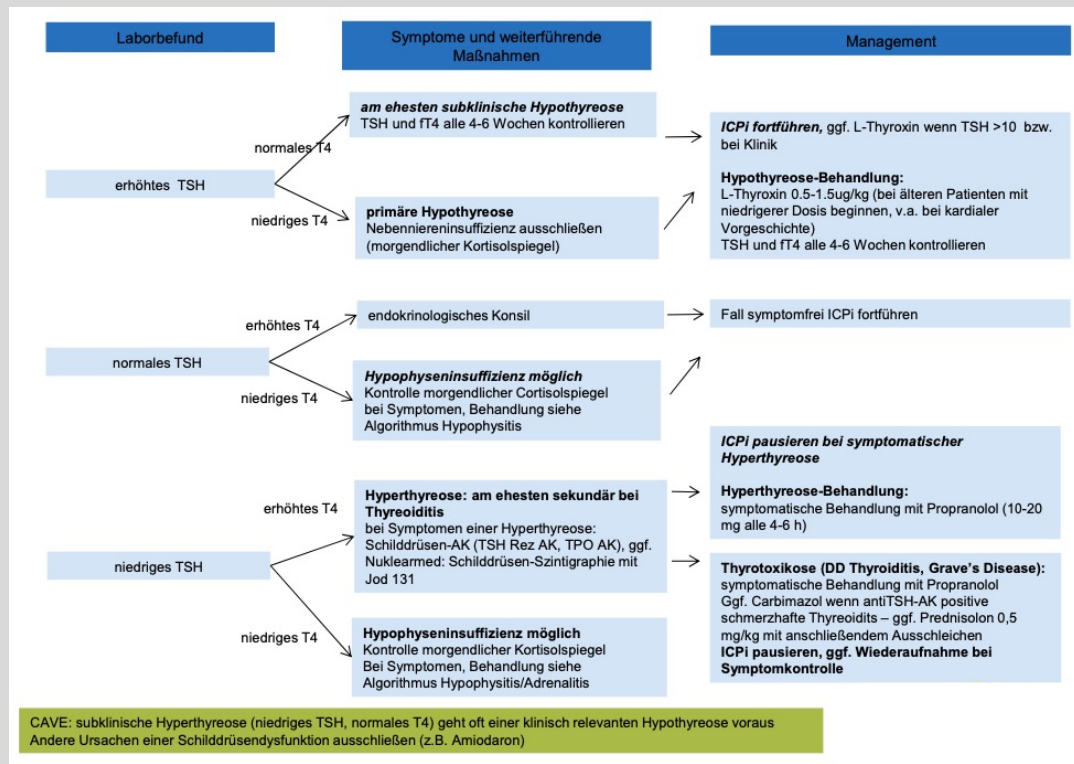 Laborbefund
Symptome und weiterführende
Maßnahmen
Management
erhöhtes TSH
normales T4
niedriges T4
am ehesten subklinische Hypothyreose
TSH und fT4 alle 4-6 Wochen kontrollieren
primäre Hypothyreose
Nebenniereninsuffizienz ausschließen
(morgendlicher Kortisolspiegel)
ICPi fortführen, ggf. L-Thyroxin wenn TSH >10 bzw.
bei Klinik
Hypothyreose-Behandlung:
L-Thyroxin 0.5-1.5ug/kg (bei älteren Patienten mit
niedrigerer Dosis beginnen, v.a. bei kardialer
Vorgeschichte)
TSH und fT4 alle 4-6 Wochen kontrollieren
normales TSH
erhöhtes T4
niedriges T4
endokrinologisches Konsil
Hypophyseninsuffizienz möglich
Kontrolle morgendlicher Cortisolspiegel
bei Symptomen, Behandlung siehe
Algorithmus Hypophysitis
Fall symptomfrei ICPi fortführen
niedriges TSH
erhöhtes T4
niedriges T4
Hyperthyreose: am ehesten sekundär bei
Thyreoiditis
bei Symptomen einer Hyperthyreose:
Schilddrüsen-AK (TSH Rez AK, TPO AK), ggf.
Nuklearmed: Schilddrüsen-Szintigraphie mit
Jod 131
Hypophyseninsuffizienz möglich
Kontrolle morgendlicher Kortisolspiegel
Bei Symptomen, Behandlung siehe
Algorithmus Hypophysitis/Adrenalitis
ICPi pausieren bei symptomatischer
Hyperthyreose
Hyperthyreose-Behandlung:
symptomatische Behandlung mit Propranolol (10-20
mg alle 4-6 h)
Thyrotoxikose (DD Thyroiditis, Grave's Disease):
symptomatische Behandlung mit Propranolol
Ggf. Carbimazol wenn antiTSH-AK positive
schmerzhafte Thyreoidits – ggf. Prednisolon 0,5
mg/kg mit anschließendem Ausschleichen
ICPi pausieren, ggf. Wiederaufnahme bei
Symptomkontrolle
CAVE: subklinische Hyperthyreose (niedriges TSH, normales T4) geht oft einer klinisch relevanten Hypothyreose voraus
Andere Ursachen einer Schilddrüsendysfunktion ausschließen (z.B. Amiodaron)